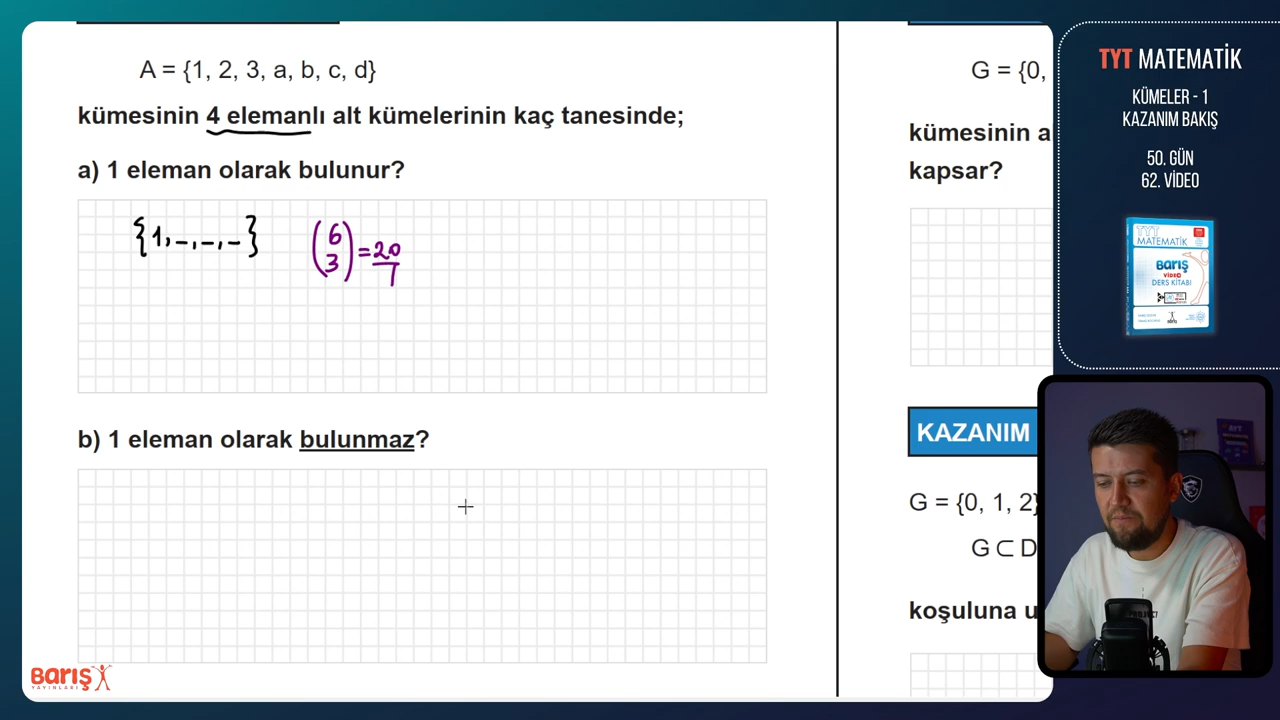 A = {1, 2, 3, a, b, c, d}
kümesinin 4 elemanlı alt kümelerinin kaç tanesinde;
a) 1 eleman olarak bulunur?
{1,_,_,_} (6 3) = 20
b) 1 eleman olarak bulunmaz?
BARIŞ
YAYINLARI
G = {0,
kümesinin a
kapsar?
KAZANIM
G = {0, 1, 2}
G ⊂ D
koşuluna u
TYT MATEMATİK
KÜMELER - 1
KAZANIM BAKIŞ
50. GÜN
62. VİDEO
TYT
MATEMATİK
BARIŞ
VİDEO
DERS KİTABI